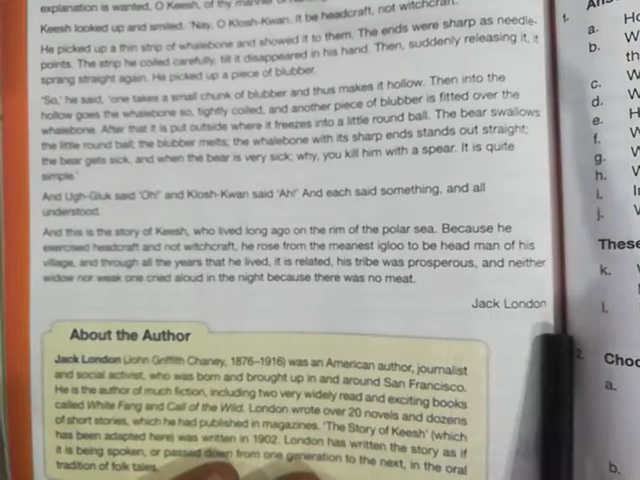 explanation is wanted, O Keesh, of thy manner of
Keesh looked up and smiled. 'Nay, O Klosh-Kwan. It be headcraft, not witchcraft.
He picked up a thin strip of whalebone and showed it to them. The ends were sharp as needle-
points. The strip he coiled carefully, till it disappeared in his hand. Then, suddenly releasing it, it
sprang straight again. He picked up a piece of blubber.
'So,' he said, 'one takes a small chunk of blubber and thus makes it hollow. Then into the
hollow goes the whalebone so, tightly coiled, and another piece of blubber is fitted over the
whalebone. After that it is put outside where it freezes into a little round ball. The bear swallows
the little round ball; the blubber melts; the whalebone with its sharp ends stands out straight;
the bear gets sick, and when the bear is very sick; why, you kill him with a spear. It is quite
simple.'
And Ugh-Gluk said 'Oh!' and Klosh-Kwan said 'Ah!' And each said something, and all
understood.
And this is the story of Keesh, who lived long ago on the rim of the polar sea. Because he
exercised headcraft and not witchcraft, he rose from the meanest igloo to be head man of his
village, and through all the years that he lived, it is related, his tribe was prosperous, and neither
widow nor weak one cried aloud in the night because there was no meat.
Jack London
About the Author
Jack London (John Griffith Chaney, 1876–1916) was an American author, journalist
and social activist, who was born and brought up in and around San Francisco.
He is the author of much fiction, including two very widely read and exciting books
called White Fang and Call of the Wild. London wrote over 20 novels and dozens
of short stories, which he had published in magazines. 'The Story of Keesh' (which
has been adapted here) was written in 1902. London has written the story as if
it is being spoken, or passed down from one generation to the next, in the oral
tradition of folk tales.
1.
a. Ho
b. W
th
c. W
d. W
e. H
f.
g.
h.
i.
j.
These
k.
l.
2. Choo
a.
b.